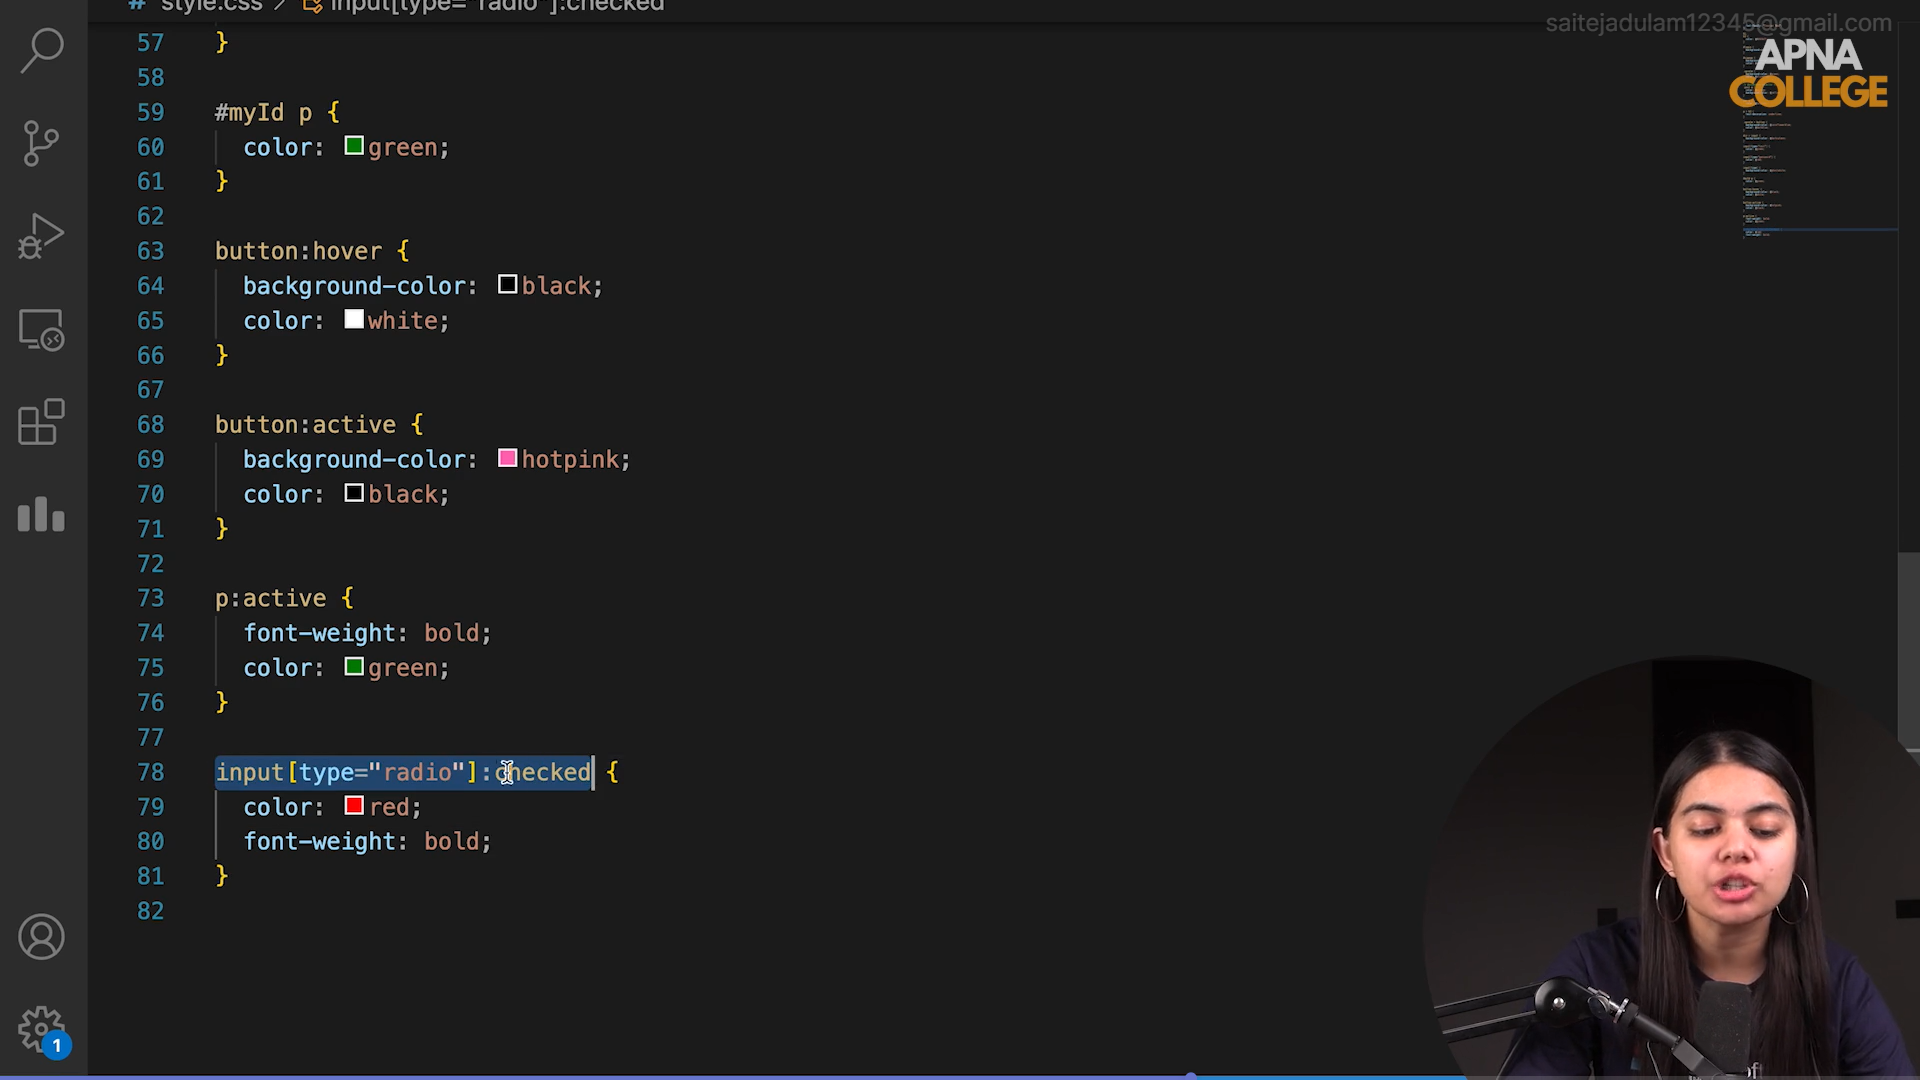 # style.css > input[type="radio"]:checked
saitejadulam12345@gmail.com
APNA
COLLEGE
57 }
58
59 #myId p {
60 color: green;
61 }
62
63 button:hover {
64 background-color: black;
65 color: white;
66 }
67
68 button:active {
69 background-color: hotpink;
70 color: black;
71 }
72
73 p:active {
74 font-weight: bold;
75 color: green;
76 }
77
78 input[type="radio"]:checked {
79 color: red;
80 font-weight: bold;
81 }
82
1